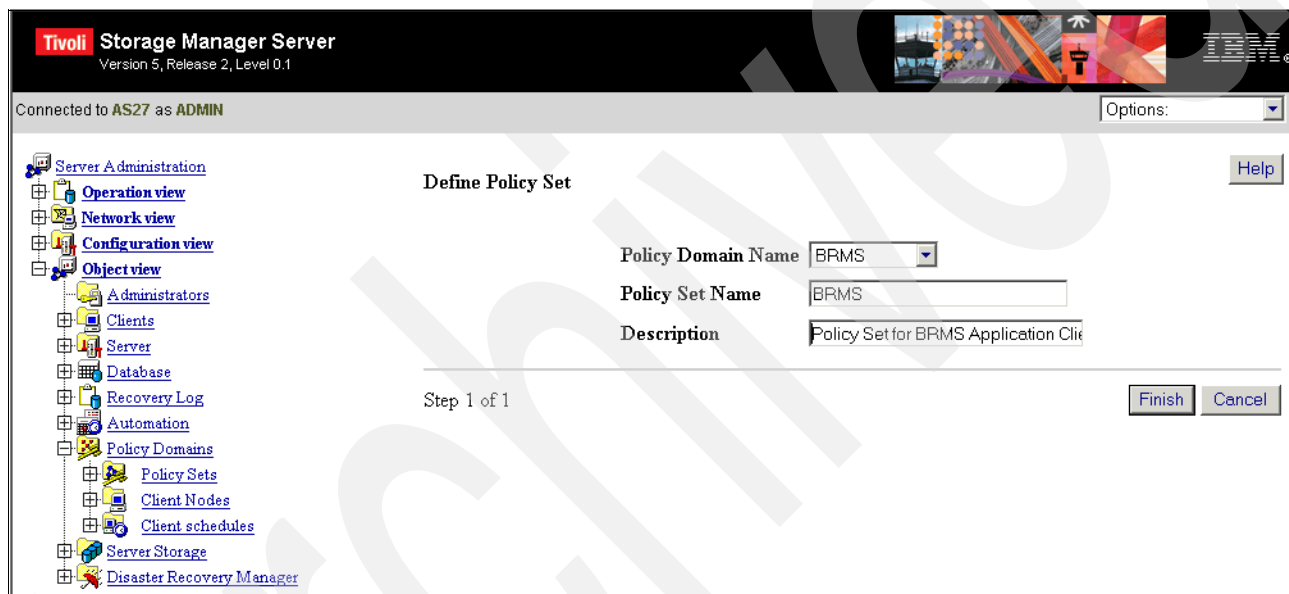 Tivoli Storage Manager Server
Version 5, Release 2, Level 0.1
IBM
Connected to AS27 as ADMIN
Options:
Server Administration
Operation view
Network view
Configuration view
Object view
Administrators
Clients
Server
Database
Recovery Log
Automation
Policy Domains
Policy Sets
Client Nodes
Client schedules
Server Storage
Disaster Recovery Manager
Define Policy Set
Help
Policy Domain Name BRMS
Policy Set Name BRMS
Description Policy Set for BRMS Application Clie
Step 1 of 1
Finish Cancel